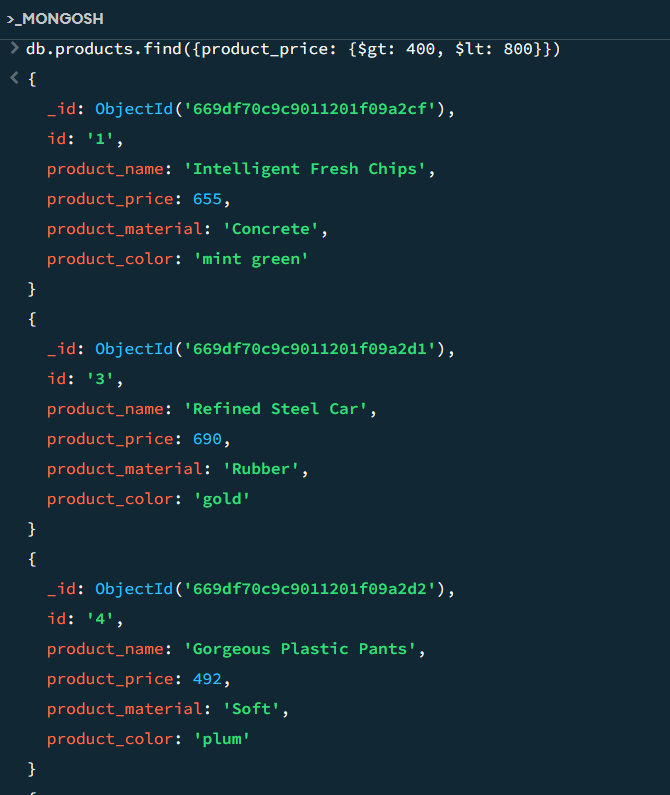 >_MONGOSH
> db.products.find({product_price: {$gt: 400, $lt: 800}})
< {
_id: ObjectId('669df70c9c9011201f09a2cf'),
id: '1',
product_name: 'Intelligent Fresh Chips',
product_price: 655,
product_material: 'Concrete',
product_color: 'mint green'
}
{
_id: ObjectId('669df70c9c9011201f09a2d1'),
id: '3',
product_name: 'Refined Steel Car',
product_price: 690,
product_material: 'Rubber',
product_color: 'gold'
}
{
_id: ObjectId('669df70c9c9011201f09a2d2'),
id: '4',
product_name: 'Gorgeous Plastic Pants',
product_price: 492,
product_material: 'Soft',
product_color: 'plum'
}
{